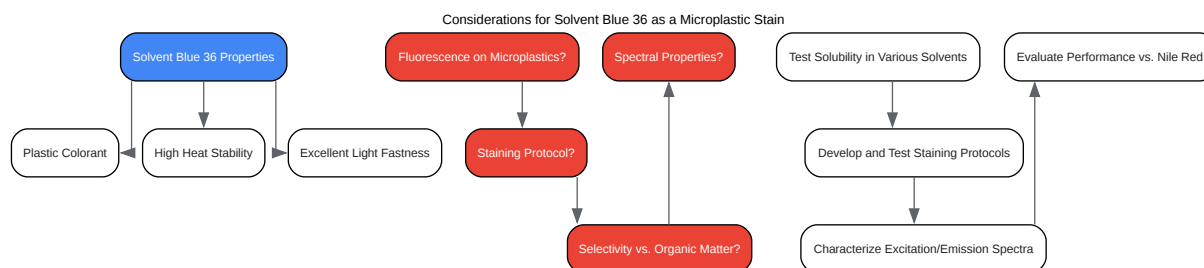 Considerations for Solvent Blue 36 as a Microplastic Stain
Solvent Blue 36 Properties
Fluorescence on Microplastics?
Spectral Properties?
Test Solubility in Various Solvents
Evaluate Performance vs. Nile Red
Plastic Colorant
High Heat Stability
Excellent Light Fastness
Staining Protocol?
Develop and Test Staining Protocols
Selectivity vs. Organic Matter?
Characterize Excitation/Emission Spectra